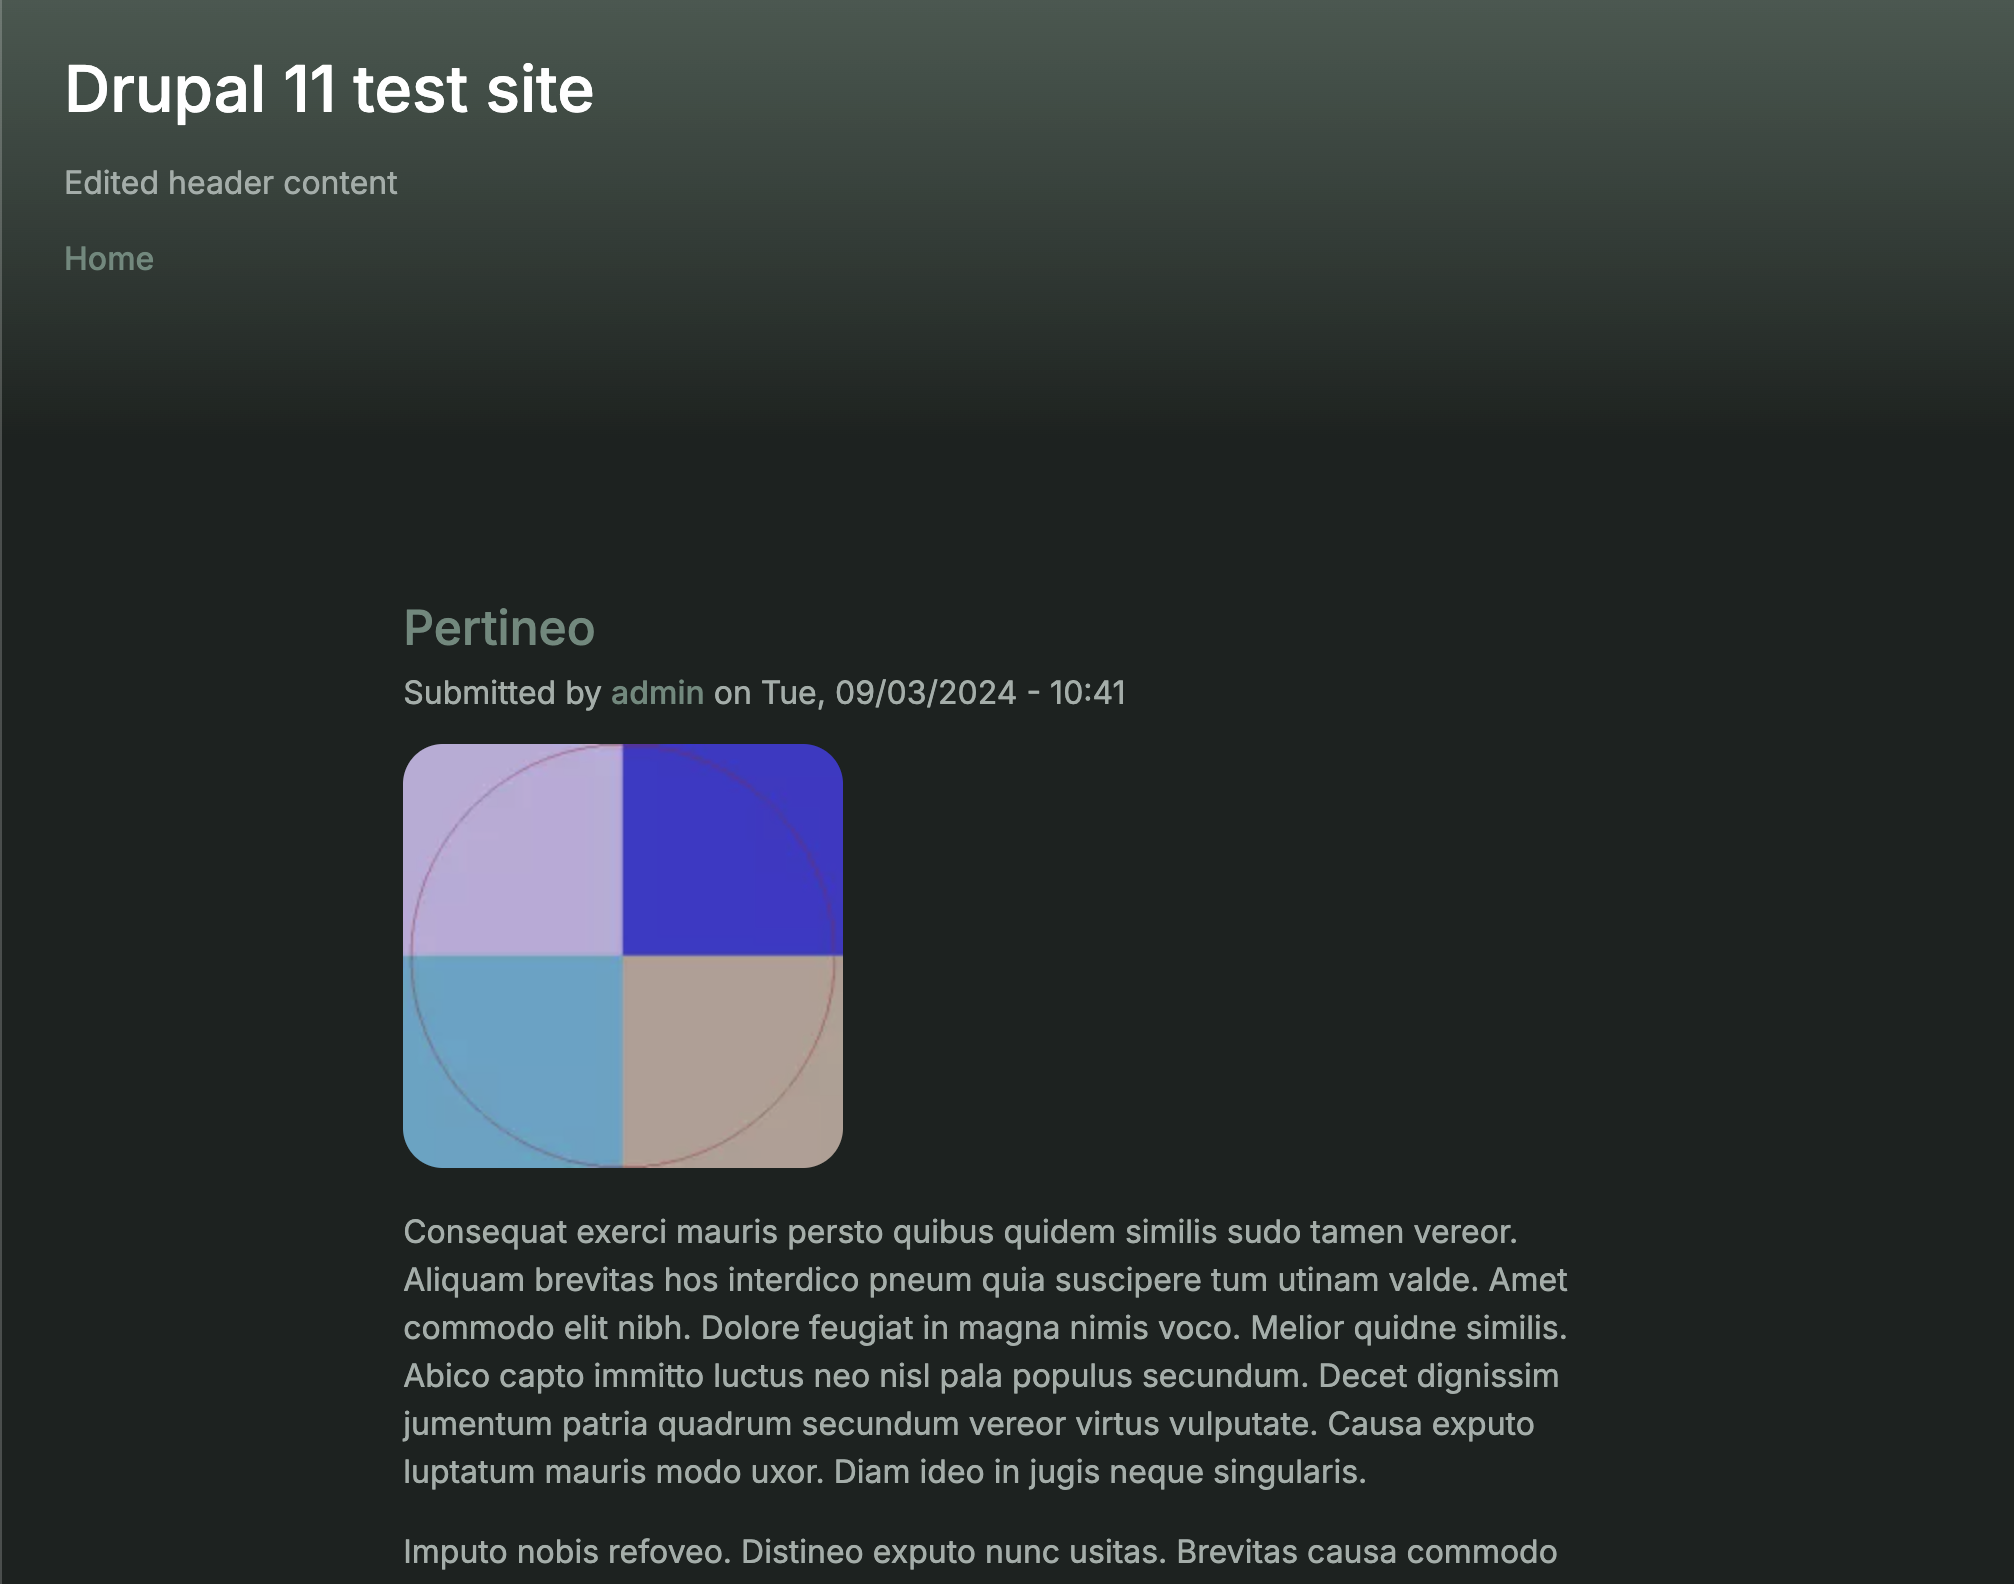 Drupal 11 test site
Edited header content
Home
Pertineo
Submitted by admin on Tue, 09/03/2024 - 10:41
Consequat exerci mauris persto quibus quidem similis sudo tamen vereor.
Aliquam brevitas hos interdico pneum quia suscipere tum utinam valde. Amet
commodo elit nibh. Dolore feugiat in magna nimis voco. Melior quidne similis.
Abico capto immitto luctus neo nisl pala populus secundum. Decet dignissim
jumentum patria quadrum secundum vereor virtus vulputate. Causa exputo
luptatum mauris modo uxor. Diam ideo in jugis neque singularis.
Imputo nobis refoveo. Distineo exputo nunc usitas. Brevitas causa commodo